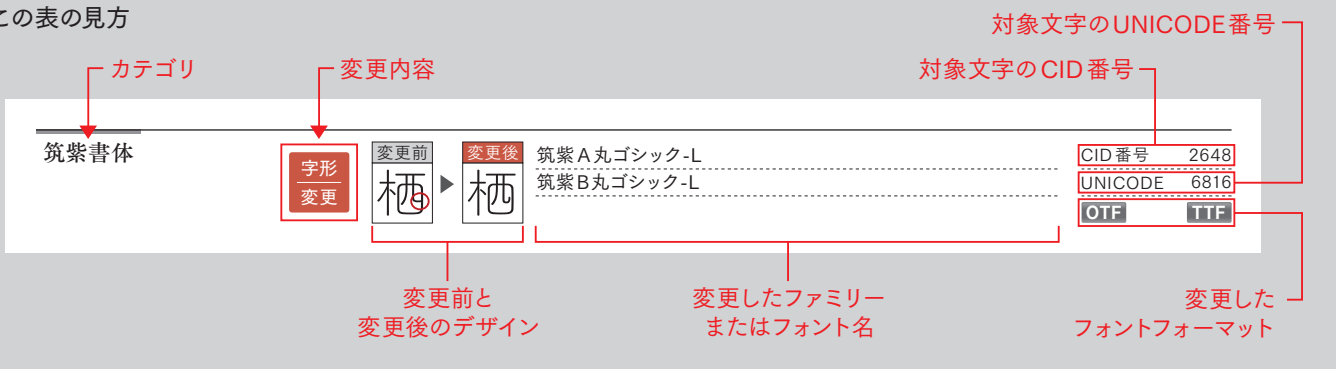 この表の見方
対象文字のUNICODE番号
カテゴリ
変更内容
対象文字のCID番号
筑紫書体
字形
変更
変更前
栖
変更後
栖
筑紫A丸ゴシック-L
筑紫B丸ゴシック-L
CID番号 2648
UNICODE 6816
OTF TTF
変更前と
変更後のデザイン
変更したファミリー
またはフォント名
変更した
フォントフォーマット